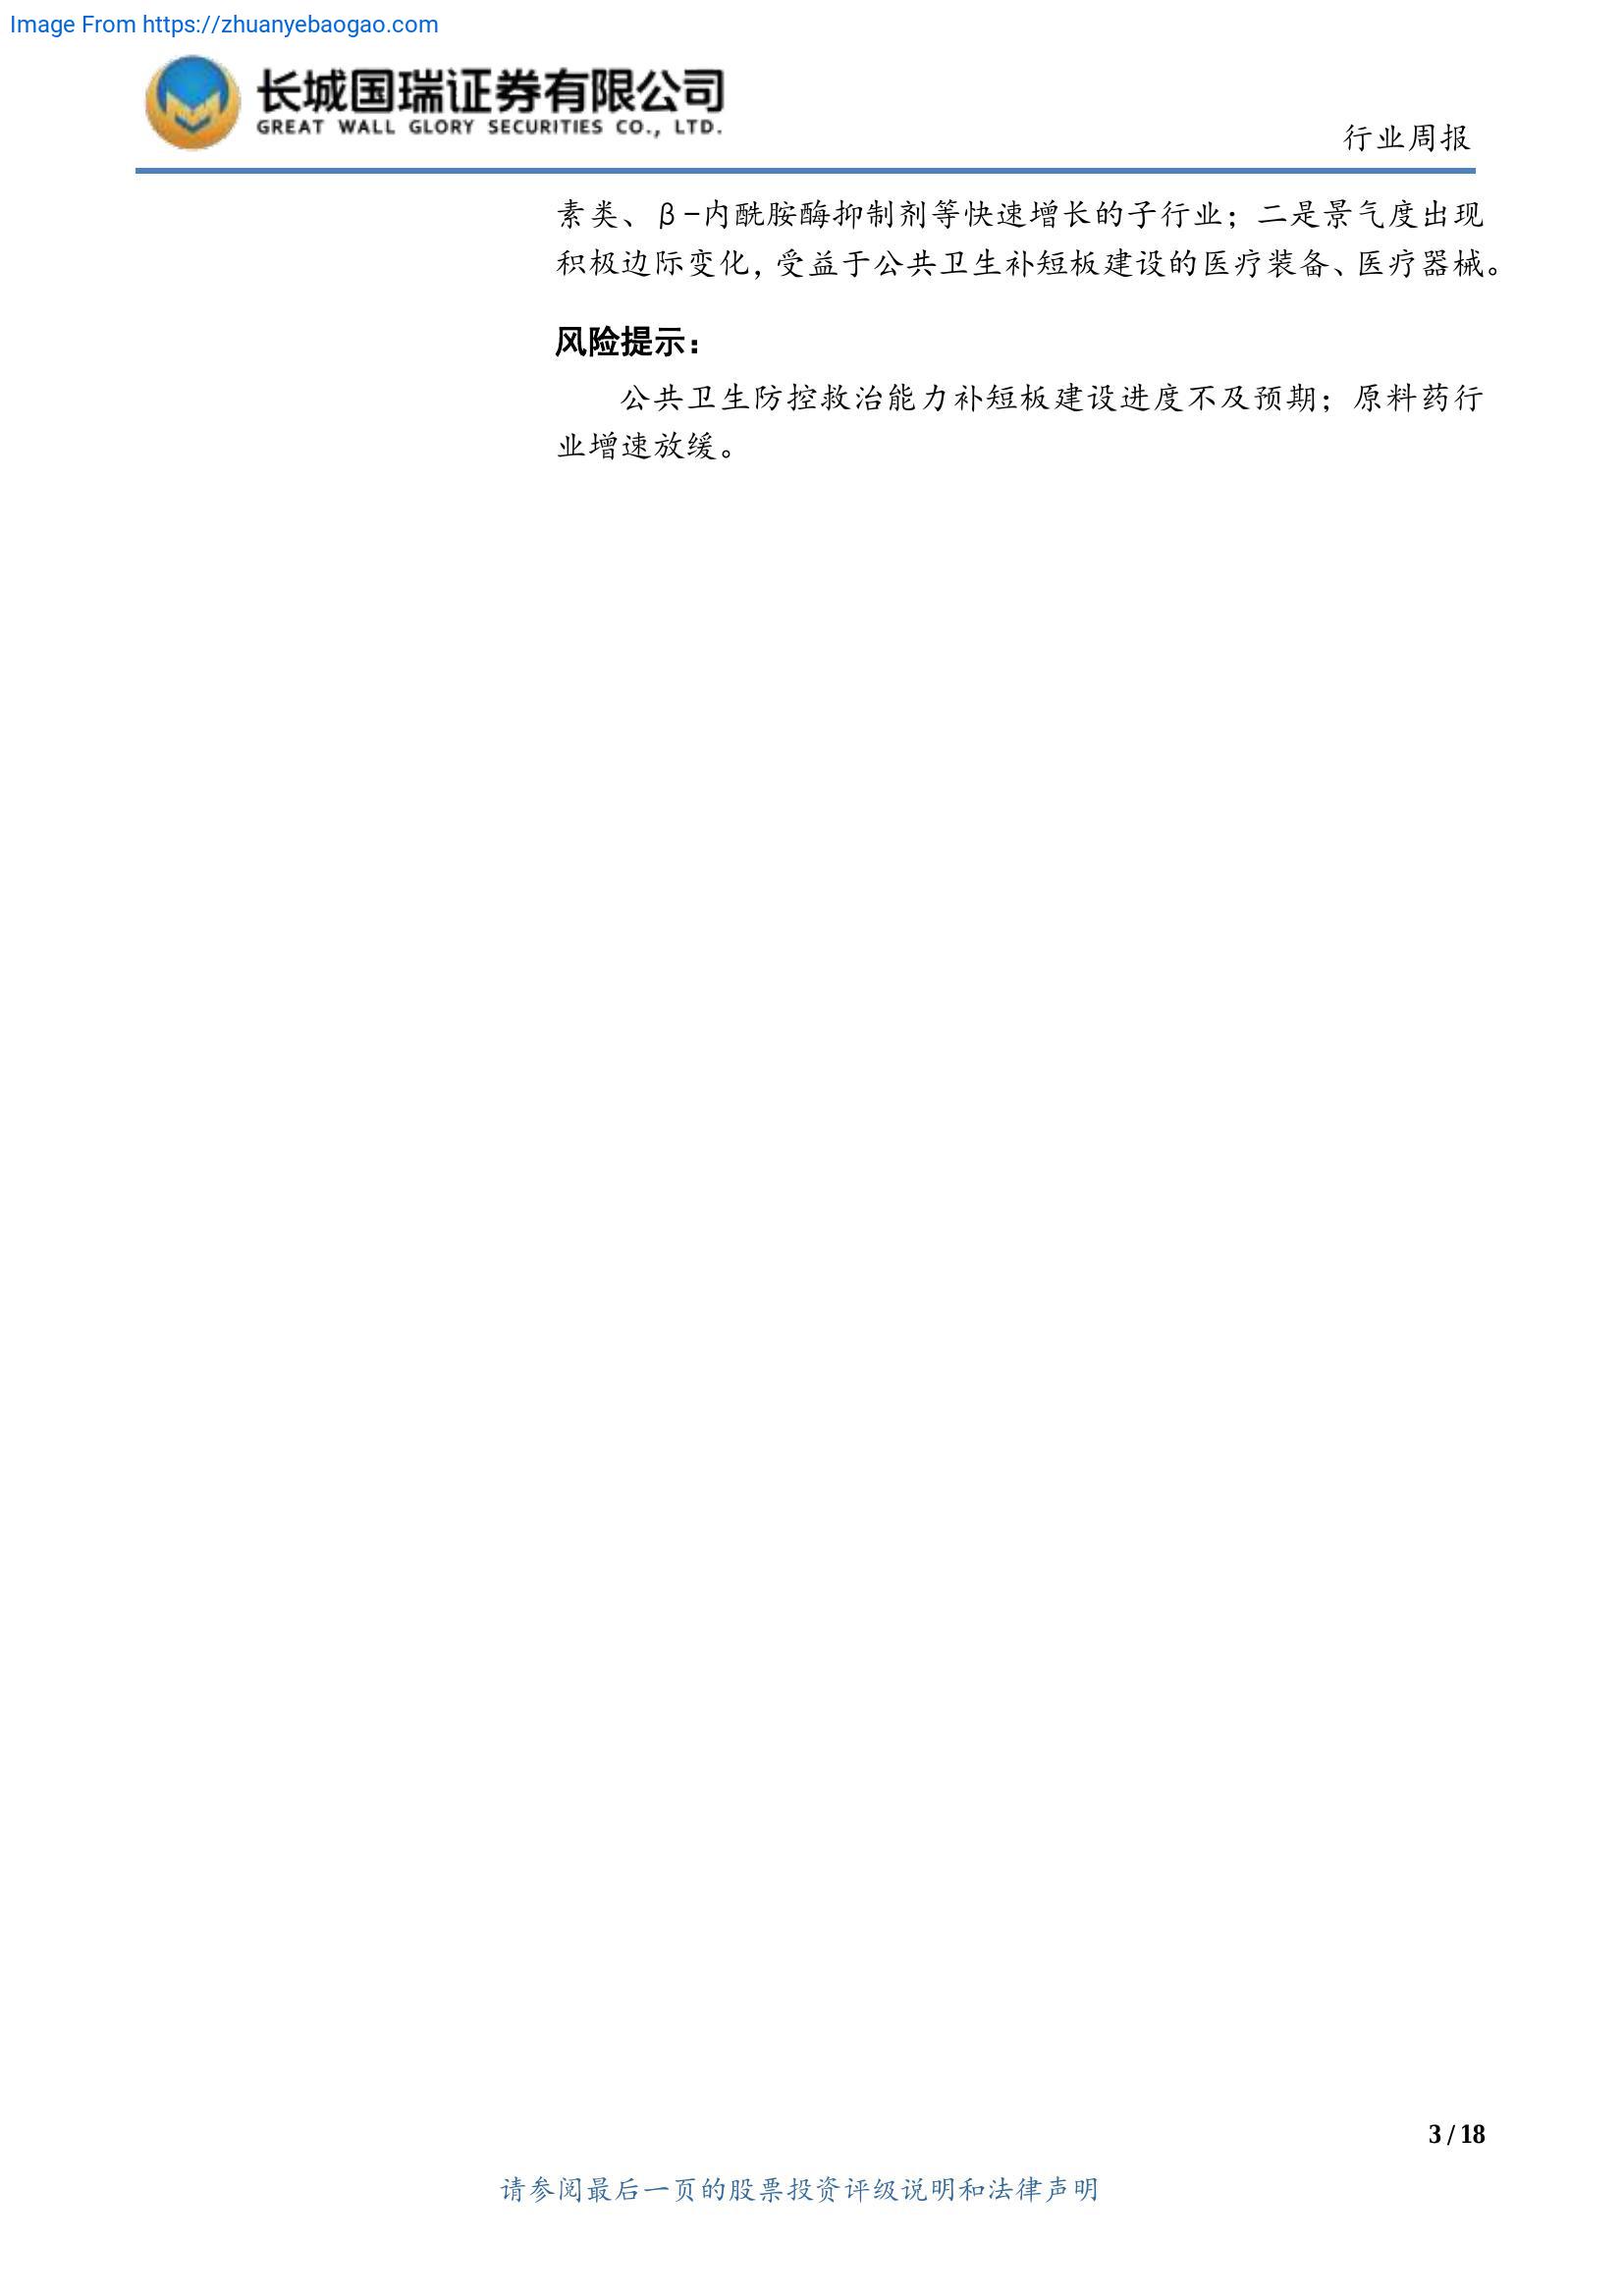 Image From https://zhuanyebaogao.com
长城国瑞证券有限公司
GREAT WALL GLORY SECURITIES CO., LTD.
行业周报
素类、β-内酰胺酶抑制剂等快速增长的子行业；二是景气度出现
积极边际变化，受益于公共卫生补短板建设的医疗装备、医疗器械。
风险提示：
公共卫生防控救治能力补短板建设进度不及预期；原料药行
业增速放缓。
3 / 18
请参阅最后一页的股票投资评级说明和法律声明